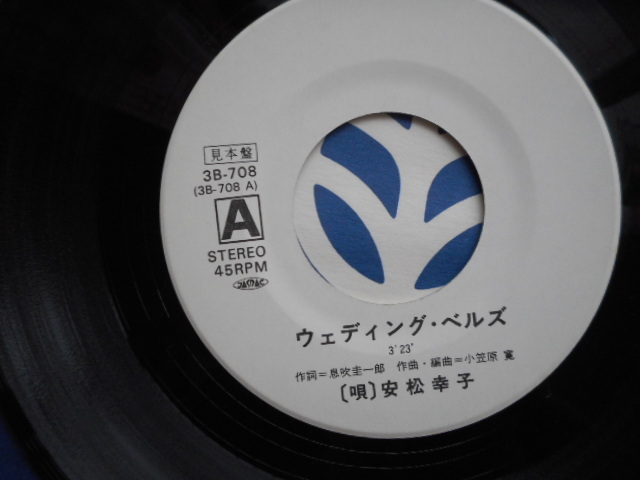 見本盤
3B-708
(3B-708 A)
A
STEREO
45RPM
ウェディング・ベルズ
3'23"
作詞=息吹圭一郎 作曲・編曲=小笠原 寛
〔唄〕安松幸子